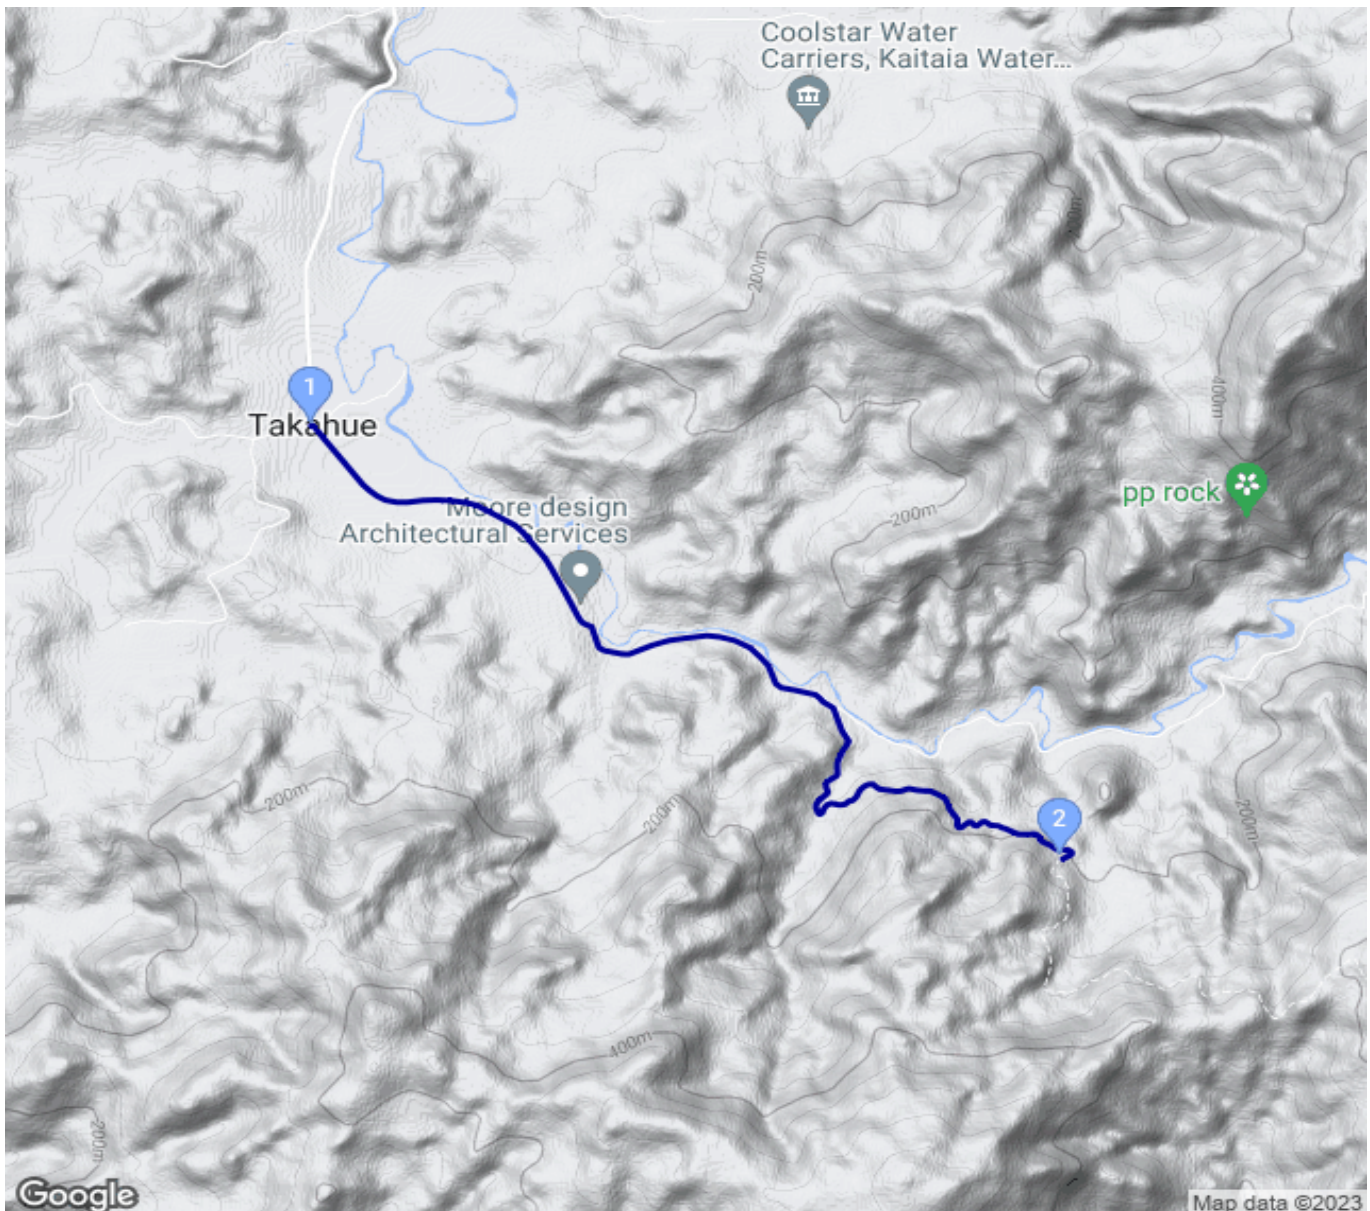 Coolstar Water
Carriers, Kaitaia Water...
200m
400m
1
Takahue
pp rock
200m
Moore design
Architectural Services
200m
200m
2
200m
400m
200m
Google
Map data ©2023